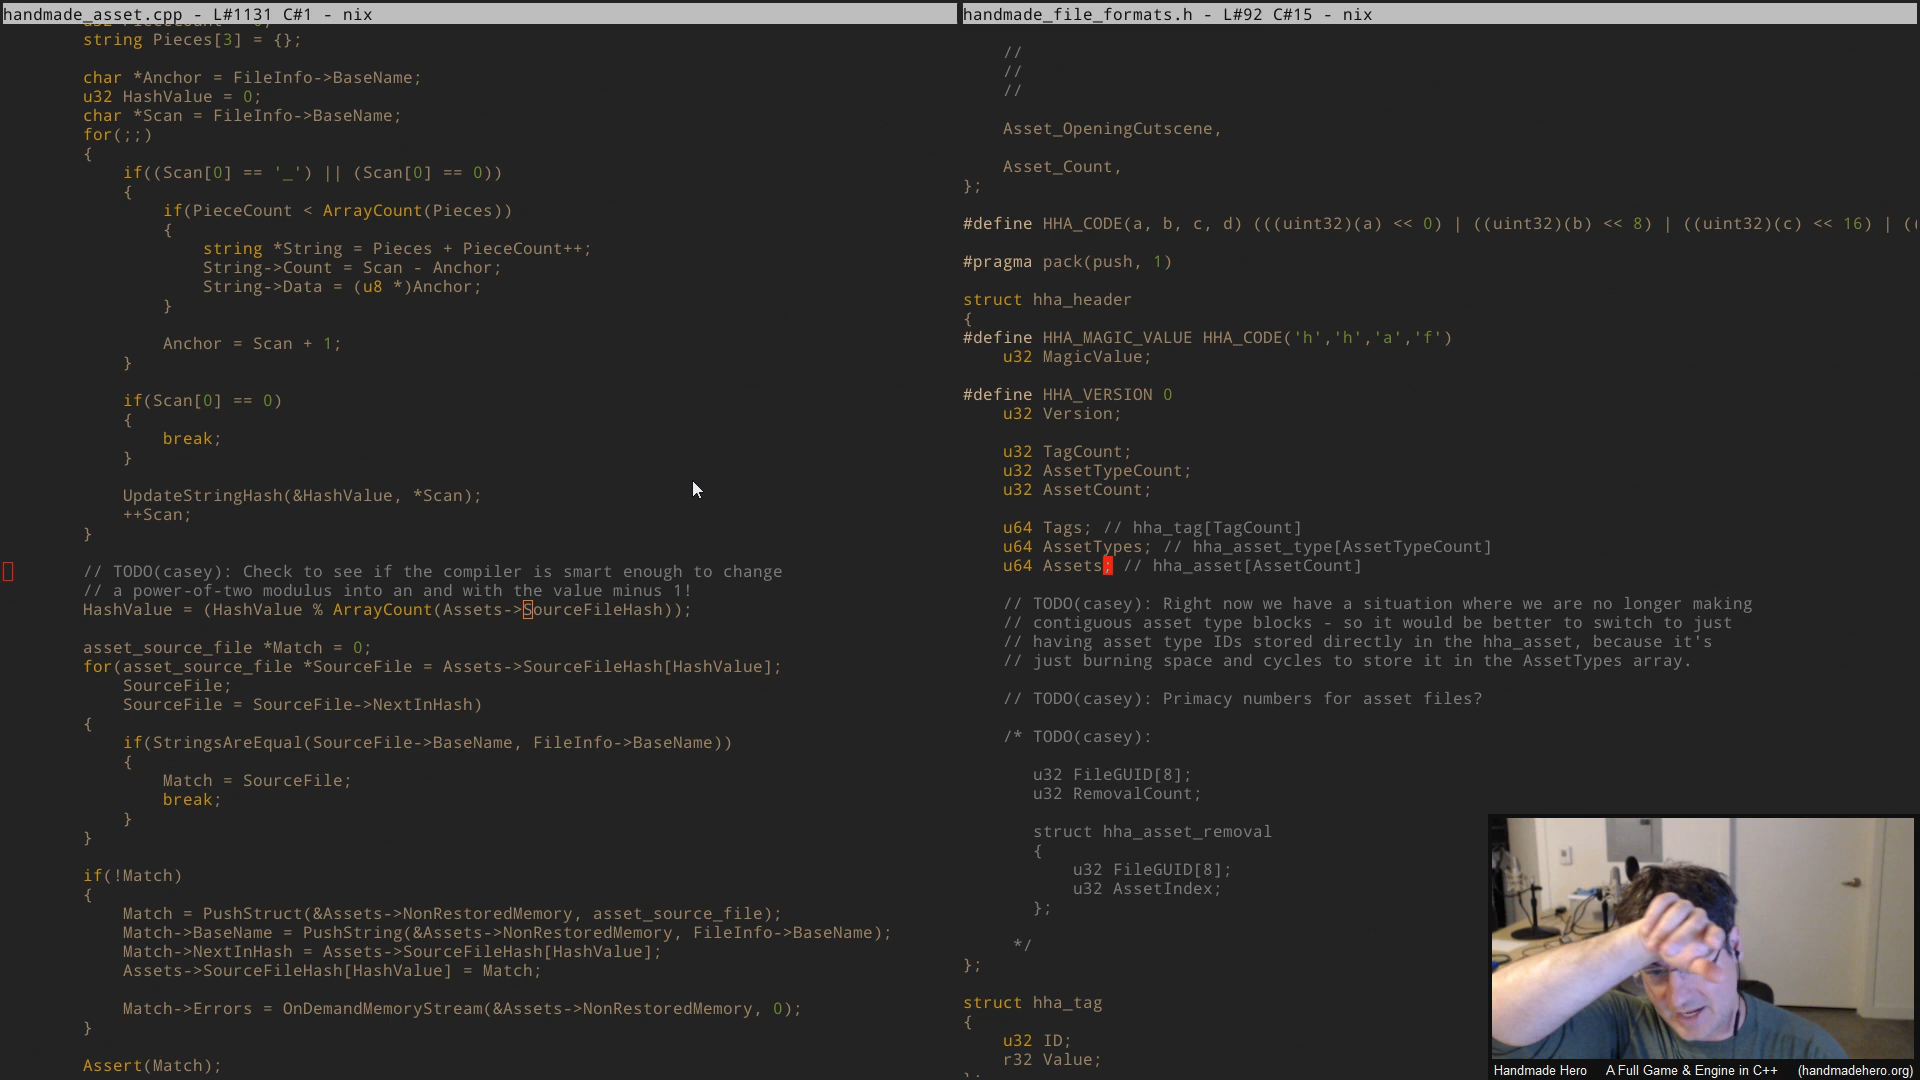 handmade_asset.cpp - L#1131 C#1 - nix
string Pieces[3] = {};
char *Anchor = FileInfo->BaseName;
u32 HashValue = 0;
char *Scan = FileInfo->BaseName;
for(;;)
{
if((Scan[0] == '_') || (Scan[0] == 0))
{
if(PieceCount < ArrayCount(Pieces))
{
string *String = Pieces + PieceCount++;
String->Count = Scan - Anchor;
String->Data = (u8 *)Anchor;
}
Anchor = Scan + 1;
}
if(Scan[0] == 0)
{
break;
}
UpdateStringHash(&HashValue, *Scan);
++Scan;
}
// TODO(casey): Check to see if the compiler is smart enough to change
// a power-of-two modulus into an and with the value minus 1!
HashValue = (HashValue % ArrayCount(Assets->SourceFileHash));
asset_source_file *Match = 0;
for(asset_source_file *SourceFile = Assets->SourceFileHash[HashValue];
SourceFile;
SourceFile = SourceFile->NextInHash)
{
if(StringsAreEqual(SourceFile->BaseName, FileInfo->BaseName))
{
Match = SourceFile;
break;
}
}
if(!Match)
{
Match = PushStruct(&Assets->NonRestoredMemory, asset_source_file);
Match->BaseName = PushString(&Assets->NonRestoredMemory, FileInfo->BaseName);
Match->NextInHash = Assets->SourceFileHash[HashValue];
Assets->SourceFileHash[HashValue] = Match;
Match->Errors = OnDemandMemoryStream(&Assets->NonRestoredMemory, 0);
}
Assert(Match);
handmade_file_formats.h - L#92 C#15 - nix
//
//
//
Asset_OpeningCutscene,
Asset_Count,
};
#define HHA_CODE(a, b, c, d) (((uint32)(a) << 0) | ((uint32)(b) << 8) | ((uint32)(c) << 16) | (
#pragma pack(push, 1)
struct hha_header
{
#define HHA_MAGIC_VALUE HHA_CODE('h','h','a','f')
u32 MagicValue;
#define HHA_VERSION 0
u32 Version;
u32 TagCount;
u32 AssetTypeCount;
u32 AssetCount;
u64 Tags; // hha_tag[TagCount]
u64 AssetTypes; // hha_asset_type[AssetTypeCount]
u64 Assets; // hha_asset[AssetCount]
// TODO(casey): Right now we have a situation where we are no longer making
// contiguous asset type blocks - so it would be better to switch to just
// having asset type IDs stored directly in the hha_asset, because it's
// just burning space and cycles to store it in the AssetTypes array.
// TODO(casey): Primacy numbers for asset files?
/* TODO(casey):
u32 FileGUID[8];
u32 RemovalCount;
struct hha_asset_removal
{
u32 FileGUID[8];
u32 AssetIndex;
};
*/
};
struct hha_tag
{
u32 ID;
r32 Value;
Handmade Hero A Full Game & Engine in C++ (handmadehero.org)